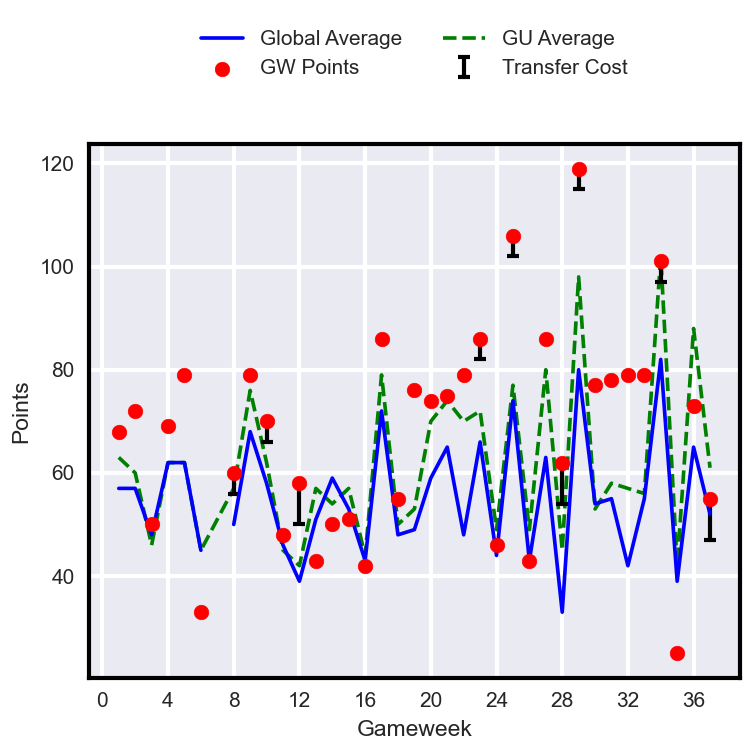 Global Average
GU Average
GW Points
Transfer Cost
120
100
80
60
40
Points
0 4 8 12 16 20 24 28 32 36
Gameweek